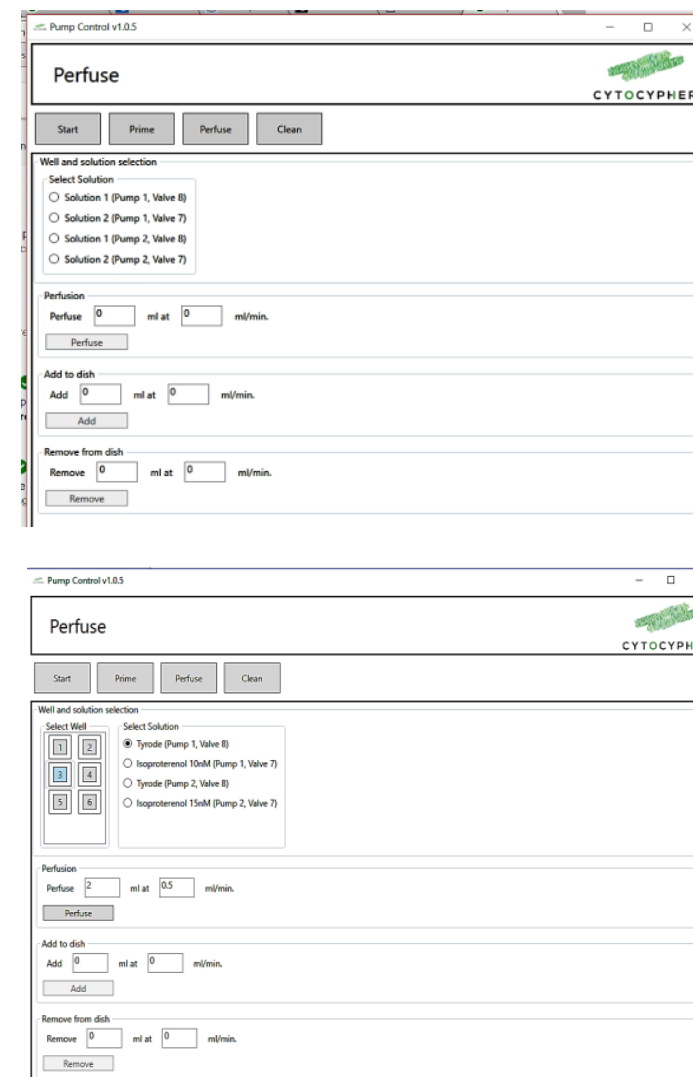 Pump Control v1.0.5
Perfuse
CYTOCYPHER
Start Prime Perfuse Clean
Well and solution selection
Select Solution
Solution 1 (Pump 1, Valve 8)
Solution 2 (Pump 1, Valve 7)
Solution 1 (Pump 2, Valve 8)
Solution 2 (Pump 2, Valve 7)
Perfusion
Perfuse 0 ml at 0 ml/min.
Perfuse
Add to dish
Add 0 ml at 0 ml/min.
Add
Remove from dish
Remove 0 ml at 0 ml/min.
Remove
Pump Control v1.0.5
Perfuse
CYTOCYPH
Start Prime Perfuse Clean
Well and solution selection
Select Well Select Solution
1 2 Tyrode (Pump 1, Valve 8)
Isoproterenol 10nM (Pump 1, Valve 7)
3 4 Tyrode (Pump 2, Valve 8)
5 6 Isoproterenol 15nM (Pump 2, Valve 7)
Perfusion
Perfuse 2 ml at 0.5 ml/min.
Perfuse
Add to dish
Add 0 ml at 0 ml/min.
Add
Remove from dish
Remove 0 ml at 0 ml/min.
Remove